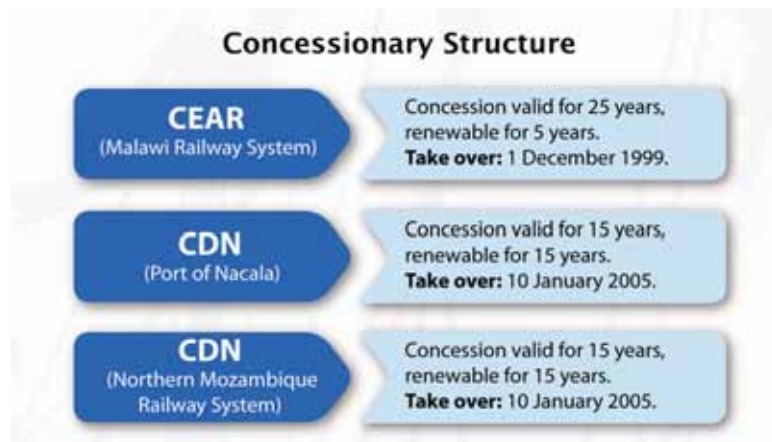 Concessionary Structure
CEAR
(Malawi Railway System)
Concession valid for 25 years,
renewable for 5 years.
Take over: 1 December 1999.
CDN
(Port of Nacala)
Concession valid for 15 years,
renewable for 15 years.
Take over: 10 January 2005.
CDN
(Northern Mozambique
Railway System)
Concession valid for 15 years,
renewable for 15 years.
Take over: 10 January 2005.